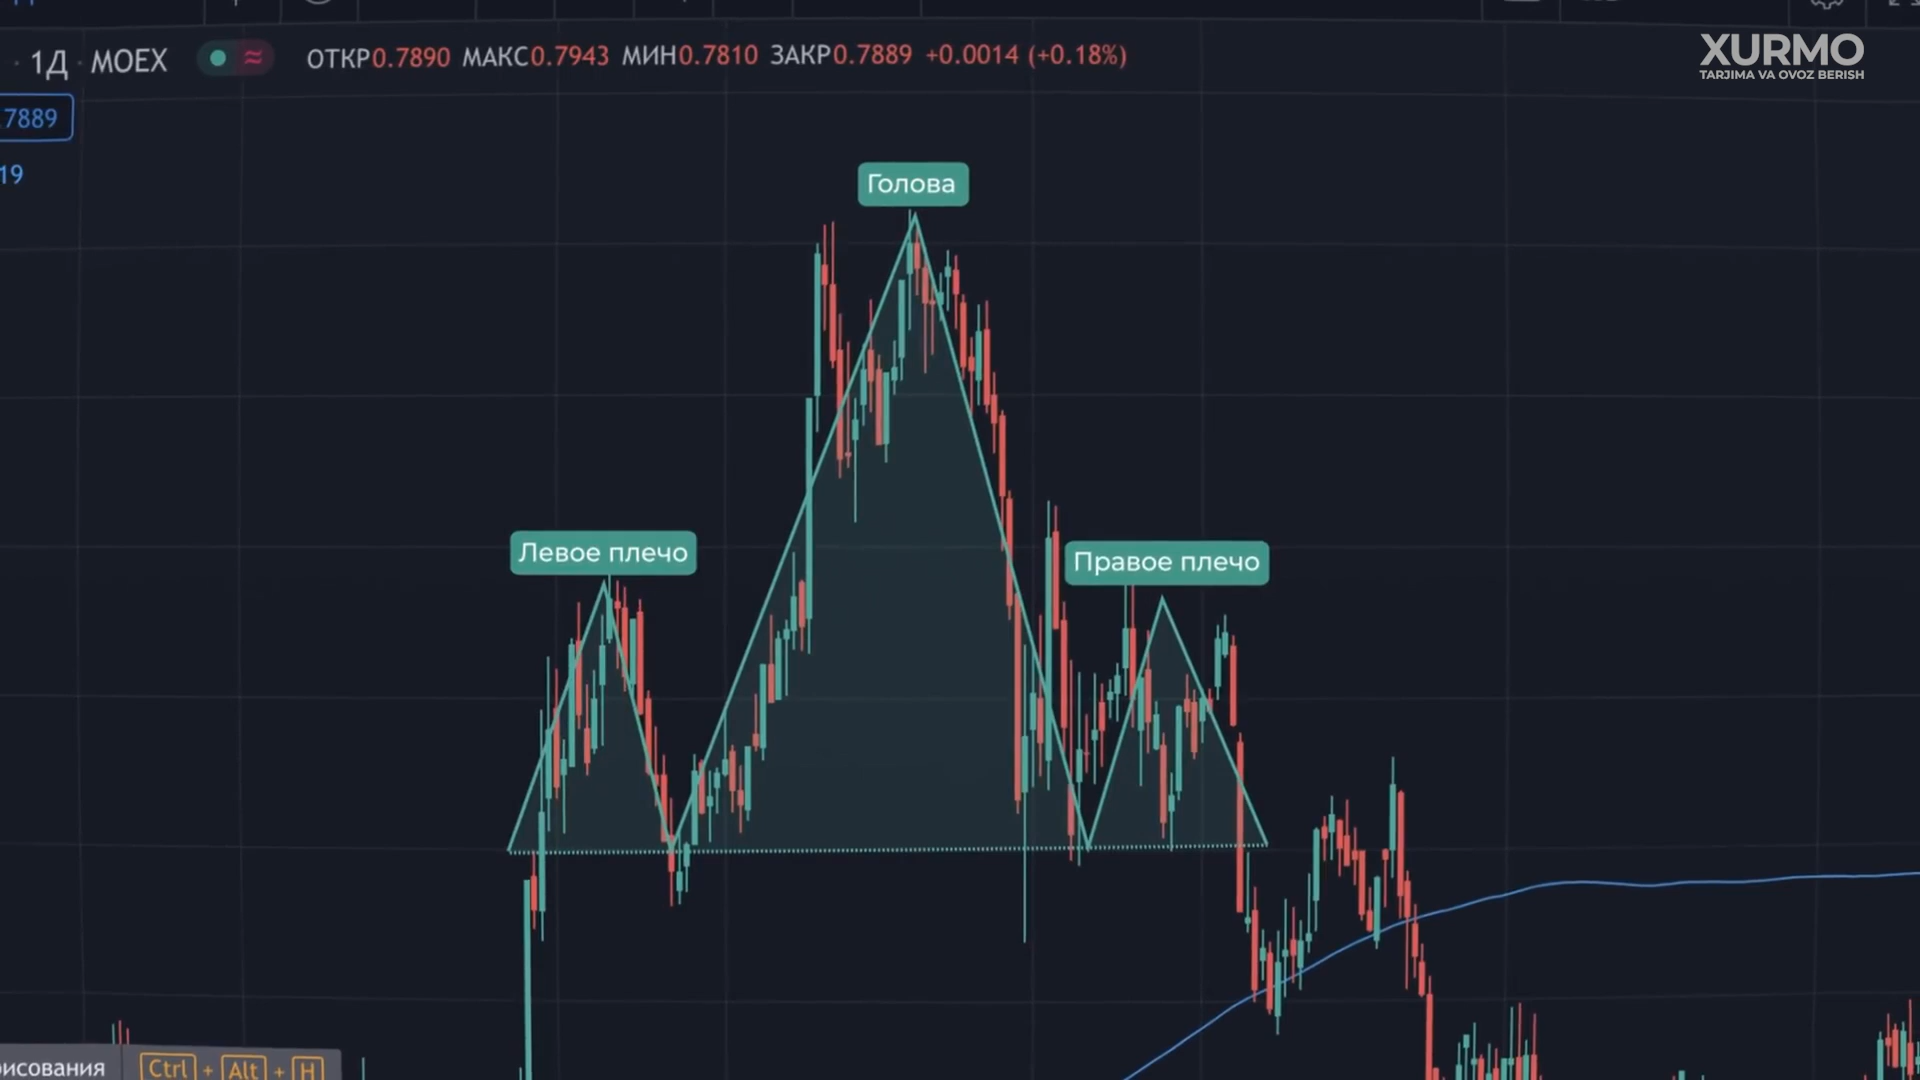 · 1Д · MOEX ОТКР0.7890 МАКС0.7943 МИН0.7810 ЗАКР0.7889 +0.0014 (+0.18%)
XURMO
TARJIMA VA OVOZ BERISH
.7889
19
Голова
Левое плечо
Правое плечо
Ctrl + Alt + H